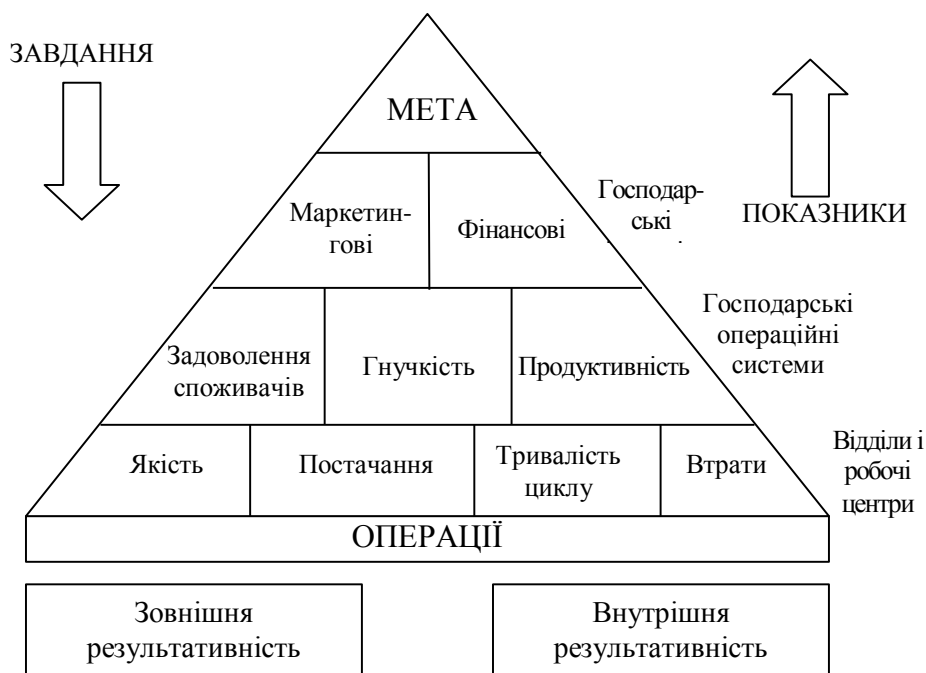 ЗАВДАННЯ
МЕТА
Маркетин-
гові
Фінансові
Господар-
ські
ПОКАЗНИКИ
Задоволення
споживачів
Гнучкість
Продуктивність
Господарські
операційні
системи
Якість
Постачання
Тривалість
циклу
Втрати
Відділи і
робочі
центри
ОПЕРАЦІЇ
Зовнішня
результативність
Внутрішня
результативність